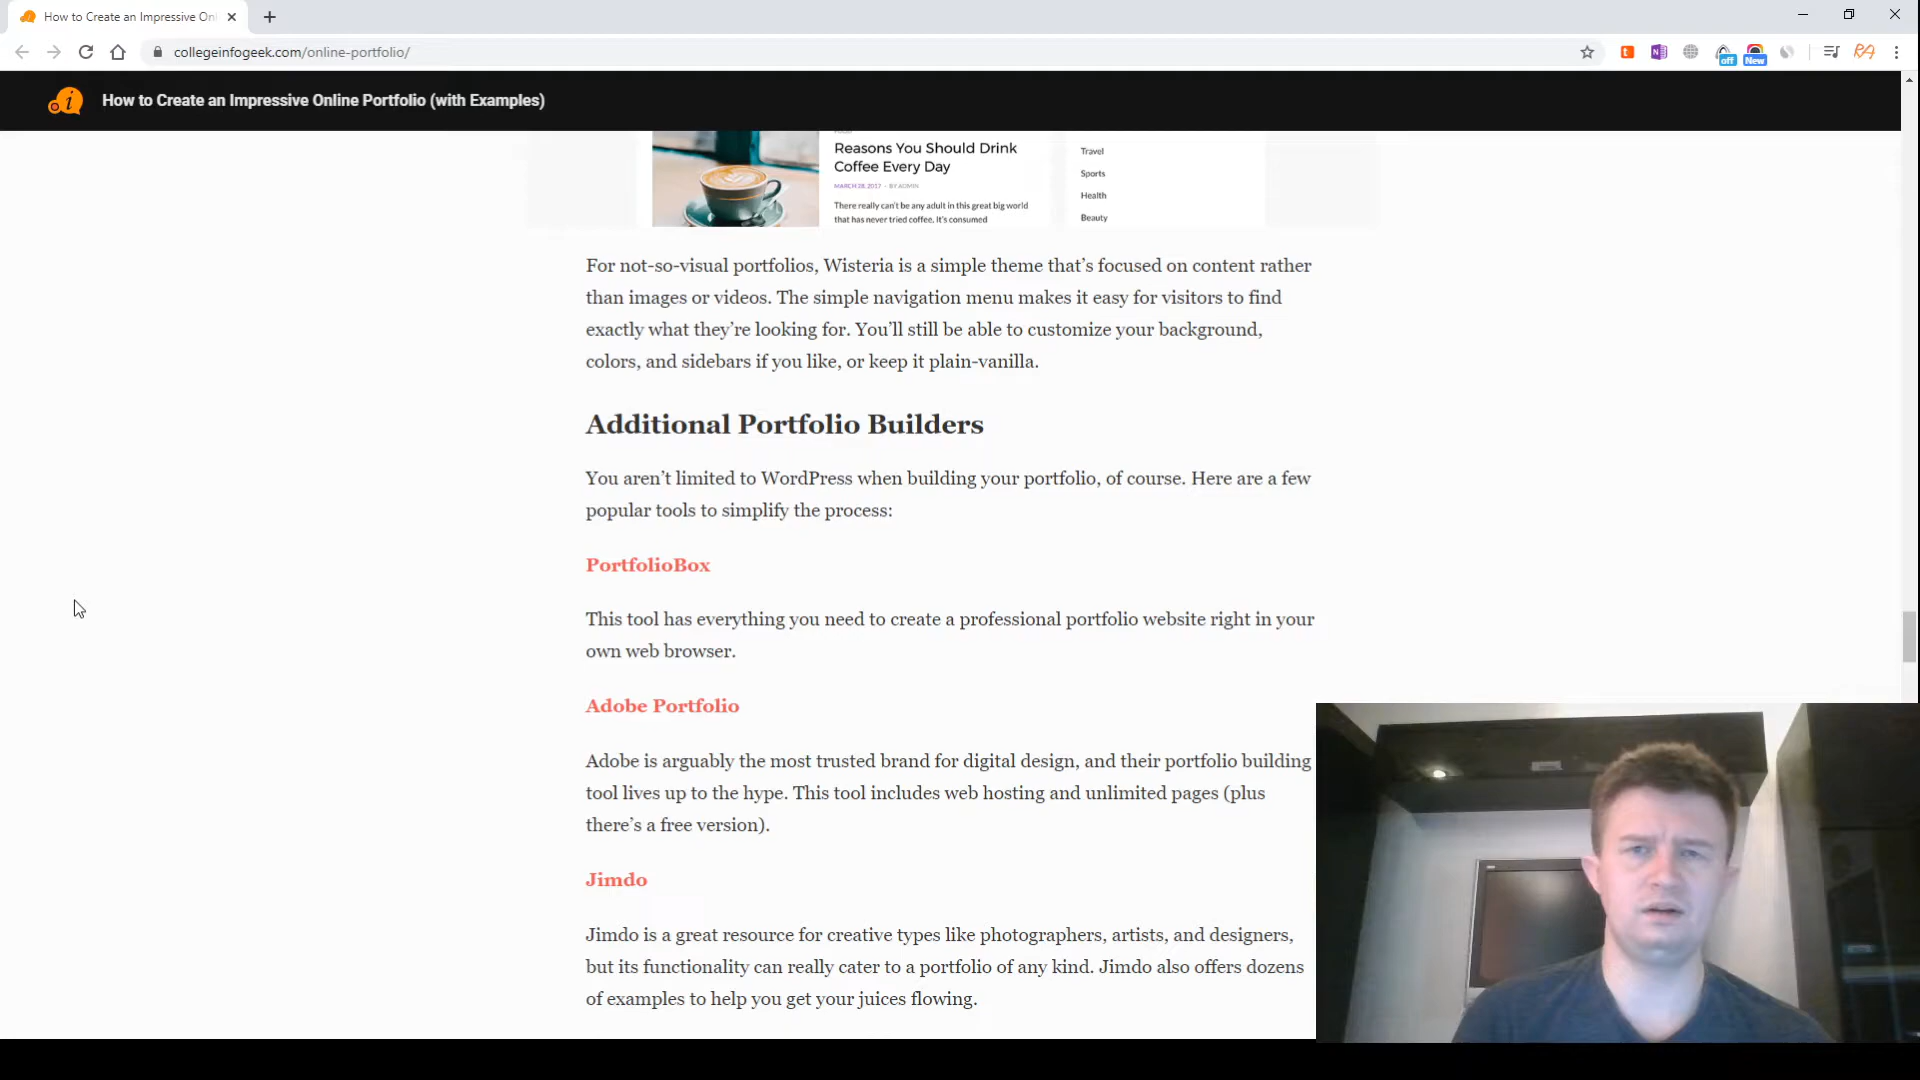 How to Create an Impressive Onl
collegeinfogeek.com/online-portfolio/
off
New
RA
How to Create an Impressive Online Portfolio (with Examples)
Reasons You Should Drink
Coffee Every Day
MARCH 28, 2017 • BY ADMIN
There really can't be any adult in this great big world
that has never tried coffee. It's consumed
Travel
Sports
Health
Beauty
For not-so-visual portfolios, Wisteria is a simple theme that’s focused on content rather
than images or videos. The simple navigation menu makes it easy for visitors to find
exactly what they’re looking for. You’ll still be able to customize your background,
colors, and sidebars if you like, or keep it plain-vanilla.
Additional Portfolio Builders
You aren’t limited to WordPress when building your portfolio, of course. Here are a few
popular tools to simplify the process:
PortfolioBox
This tool has everything you need to create a professional portfolio website right in your
own web browser.
Adobe Portfolio
Adobe is arguably the most trusted brand for digital design, and their portfolio building
tool lives up to the hype. This tool includes web hosting and unlimited pages (plus
there’s a free version).
Jimdo
Jimdo is a great resource for creative types like photographers, artists, and designers,
but its functionality can really cater to a portfolio of any kind. Jimdo also offers dozens
of examples to help you get your juices flowing.